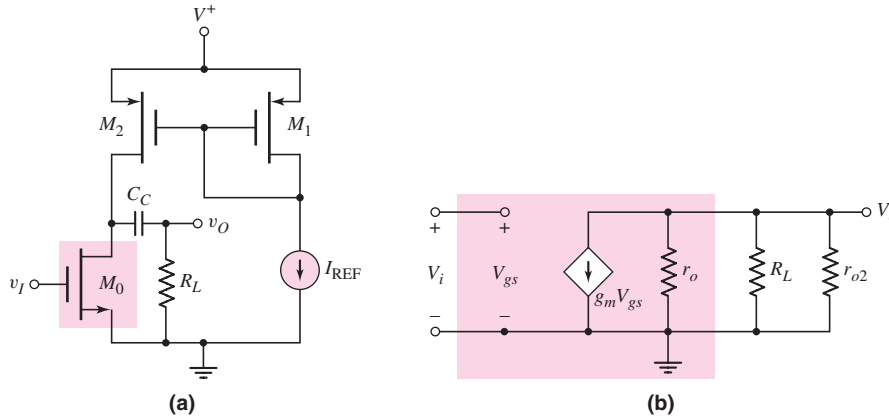 V+
M2
M1
CC
vO
vI
M0
RL
IREF
(a)
+
+
Vi
Vgs
gmVgs
ro
RL
ro2
V
−
−
(b)